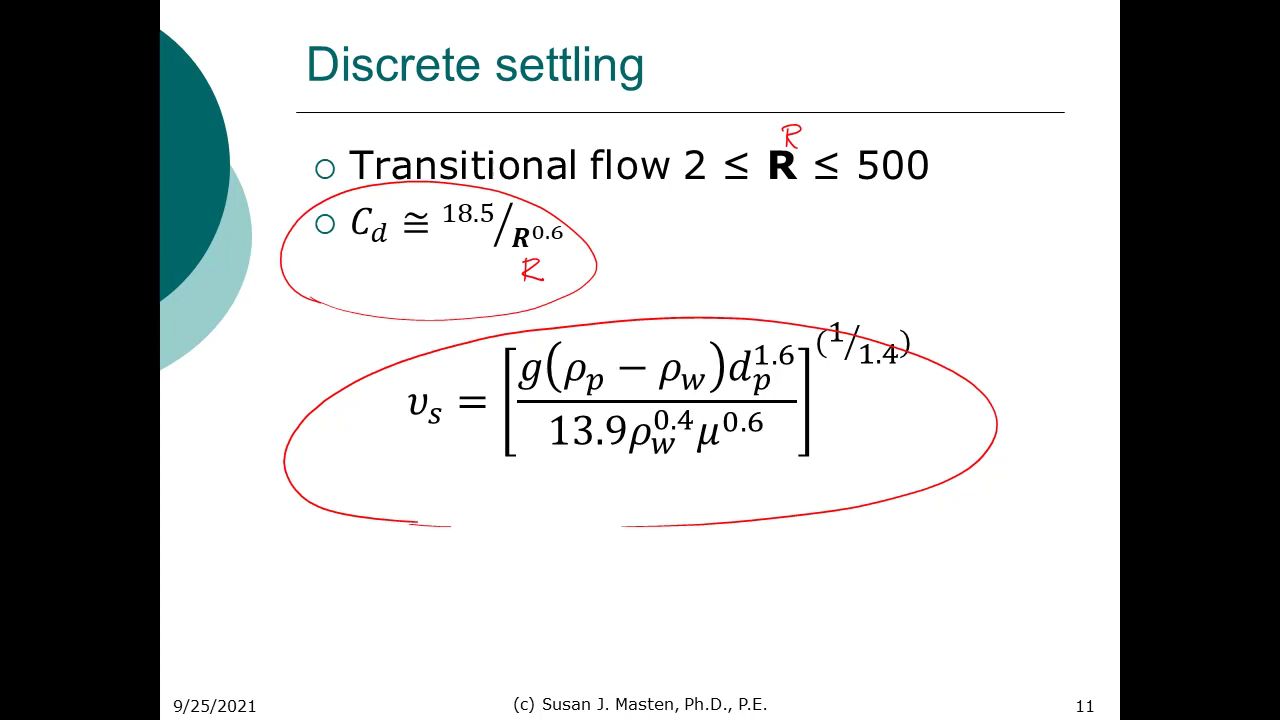 Discrete settling
R
Transitional flow 2 ≤ R ≤ 500
C_d ≅ 18.5/R^0.6
R
υ_s = [g(ρ_p − ρ_w)d_p^1.6 / 13.9ρ_w^0.4 μ^0.6]^(1/1.4)
9/25/2021 (c) Susan J. Masten, Ph.D., P.E. 11